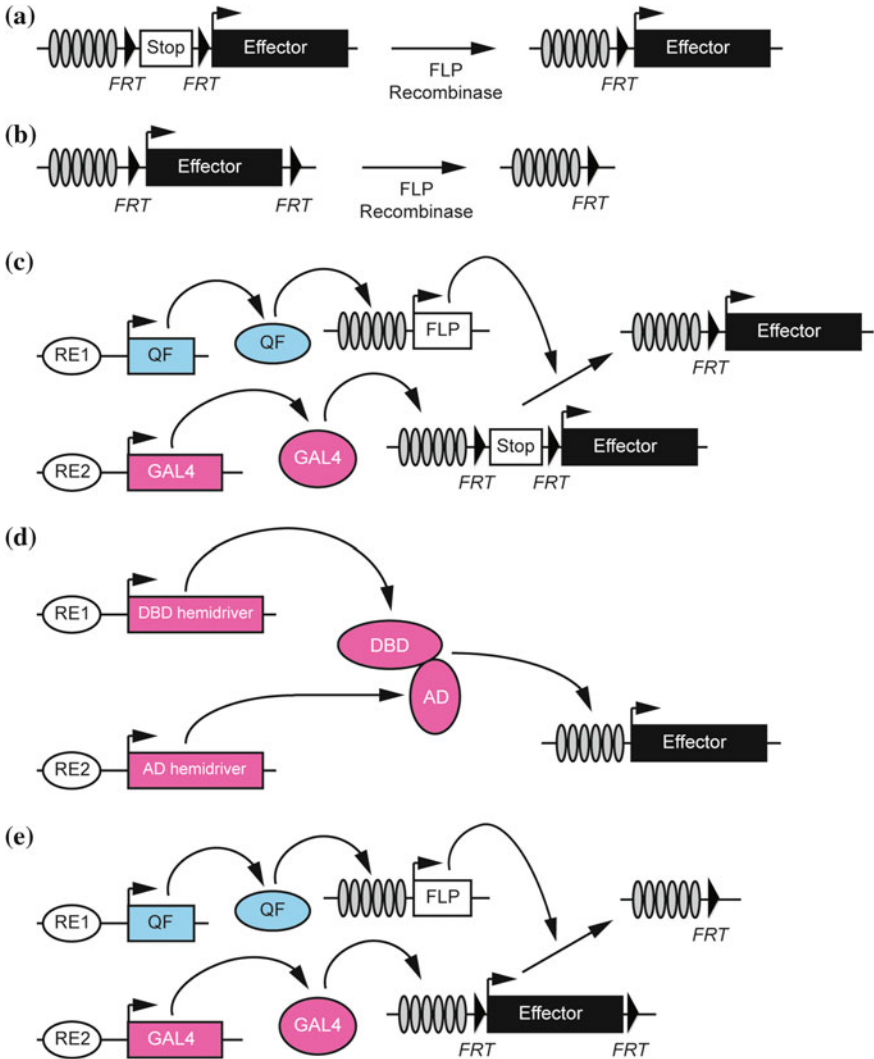 (a)
Stop Effector Effector
FRT FRT FLP FRT
Recombinase
(b)
Effector
FRT FRT FLP FRT
Recombinase
(c)
RE1 QF QF FLP Effector
FRT
RE2 GAL4 GAL4 Stop Effector
FRT FRT
(d)
RE1 DBD hemidriver
DBD
AD
Effector
RE2 AD hemidriver
(e)
RE1 QF QF FLP
FRT
RE2 GAL4 GAL4 Effector
FRT FRT